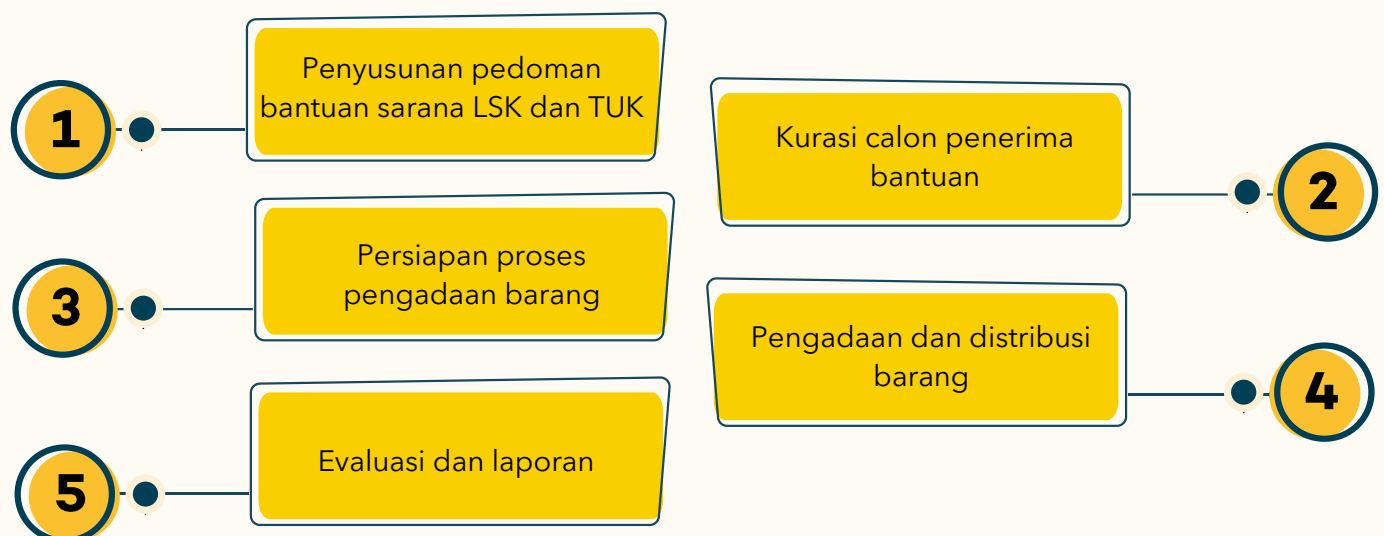 1
Penyusunan pedoman
bantuan sarana LSK dan TUK
2
Kurasi calon penerima
bantuan
3
Persiapan proses
pengadaan barang
4
Pengadaan dan distribusi
barang
5
Evaluasi dan laporan